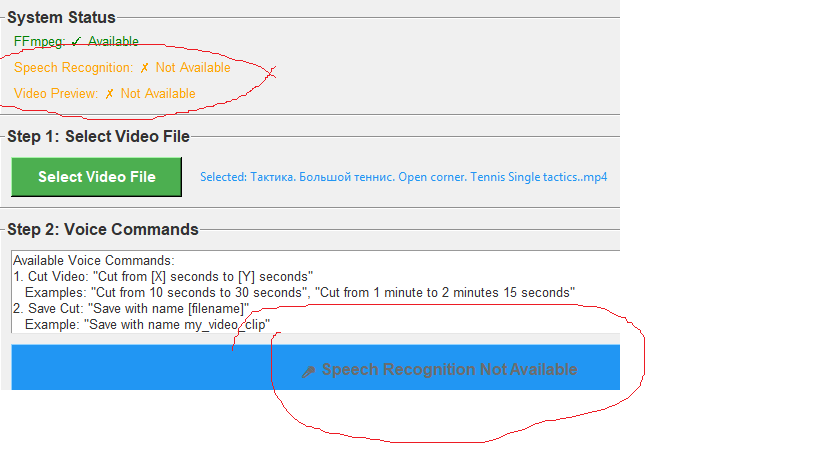 System Status
FFmpeg: ✓ Available
Speech Recognition: ✗ Not Available
Video Preview: ✗ Not Available
Step 1: Select Video File
Select Video File
Selected: Тактика. Большой теннис. Open corner. Tennis Single tactics..mp4
Step 2: Voice Commands
Available Voice Commands:
1. Cut Video: "Cut from [X] seconds to [Y] seconds"
Examples: "Cut from 10 seconds to 30 seconds", "Cut from 1 minute to 2 minutes 15 seconds"
2. Save Cut: "Save with name [filename]"
Example: "Save with name my_video_clip"
🎤 Speech Recognition Not Available